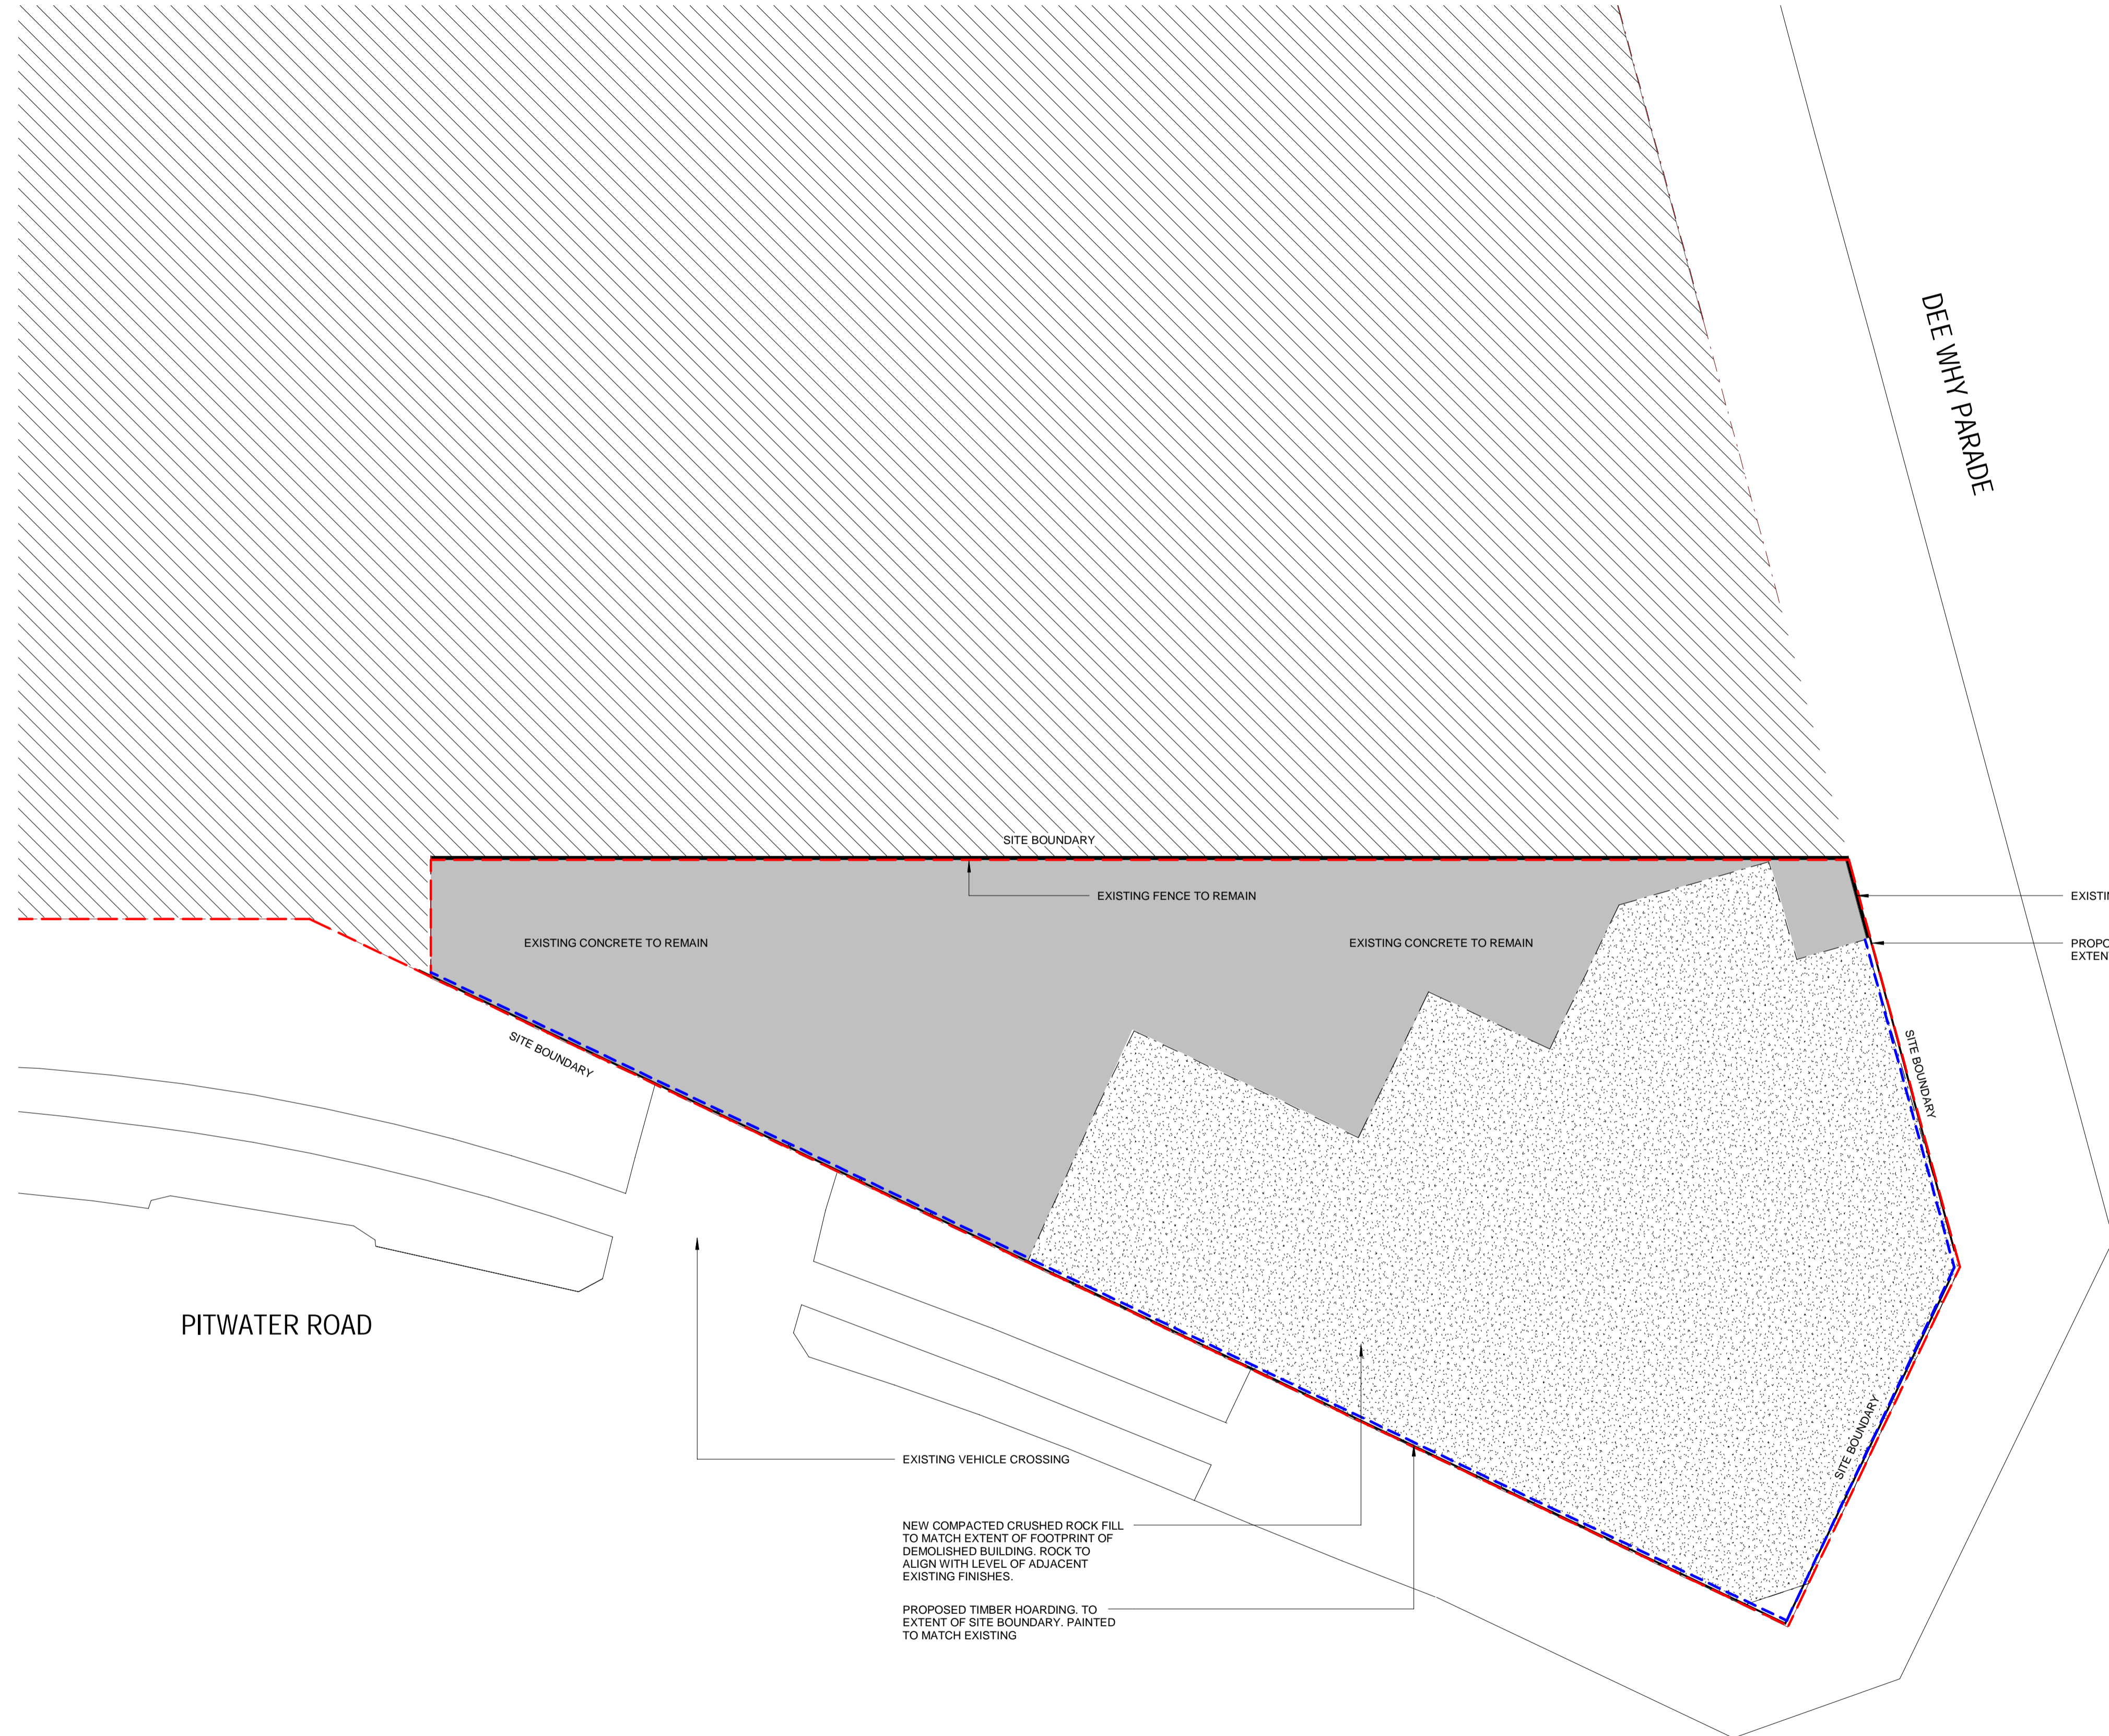 DEE WHY PARADE
SITE BOUNDARY
EXISTING FENCE TO REMAIN
EXISTING CONCRETE TO REMAIN
EXISTING CONCRETE TO REMAIN
SITE BOUNDARY
SITE BOUNDARY
PITWATER ROAD
SITE BOUNDARY
EXISTING VEHICLE CROSSING
NEW COMPACTED CRUSHED ROCK FILL
TO MATCH EXTENT OF FOOTPRINT OF
DEMOLISHED BUILDING. ROCK TO
ALIGN WITH LEVEL OF ADJACENT
EXISTING FINISHES.
PROPOSED TIMBER HOARDING. TO
EXTENT OF SITE BOUNDARY. PAINTED
TO MATCH EXISTING